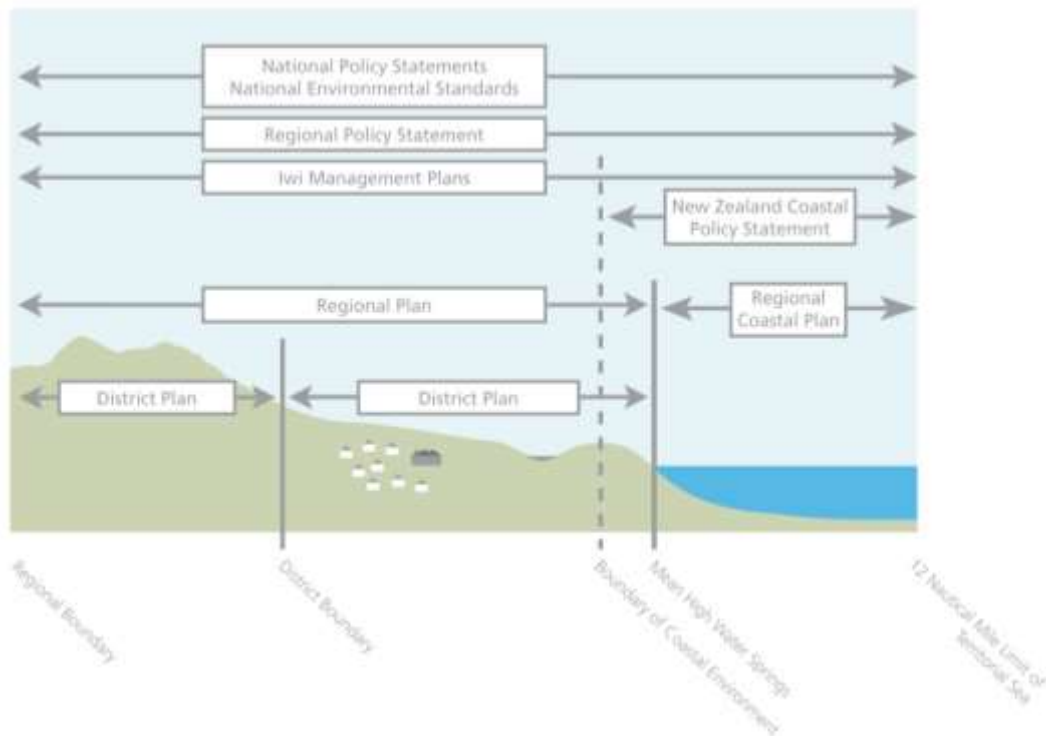 National Policy Statements
National Environmental Standards
Regional Policy Statement
Iwi Management Plans
New Zealand Coastal
Policy Statement
Regional Plan
Regional
Coastal Plan
District Plan
District Plan
Regional Boundary
District Boundary
Boundary of Coastal Environment
Mean High Water Springs
12 Nautical Mile Limit of
Territorial Sea